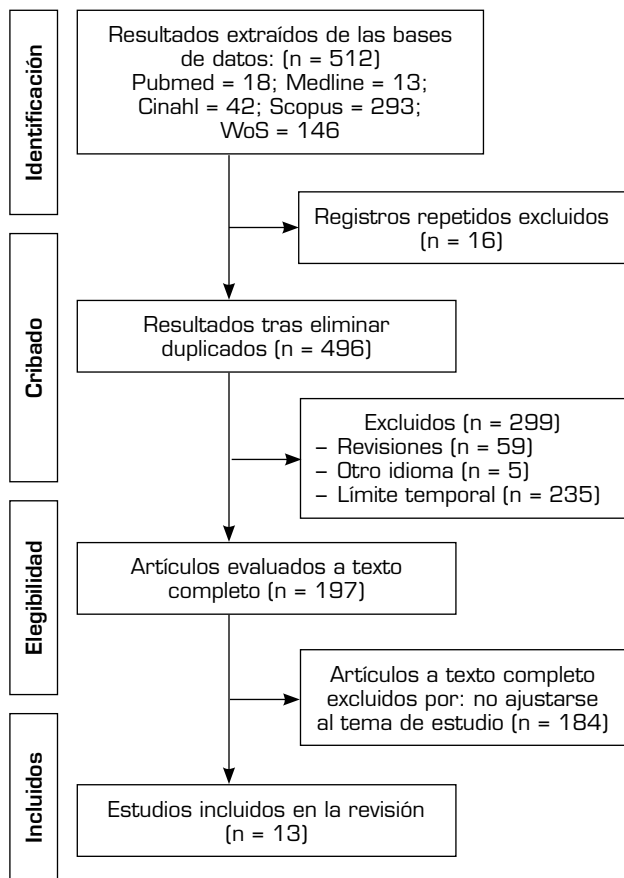 Identificación
Resultados extraídos de las bases
de datos: (n = 512)
Pubmed = 18; Medline = 13;
Cinahl = 42; Scopus = 293;
WoS = 146
Registros repetidos excluidos
(n = 16)
Cribado
Resultados tras eliminar
duplicados (n = 496)
Excluidos (n = 299)
– Revisiones (n = 59)
– Otro idioma (n = 5)
– Límite temporal (n = 235)
Elegibilidad
Artículos evaluados a texto
completo (n = 197)
Artículos a texto completo
excluidos por: no ajustarse
al tema de estudio (n = 184)
Incluidos
Estudios incluidos en la revisión
(n = 13)